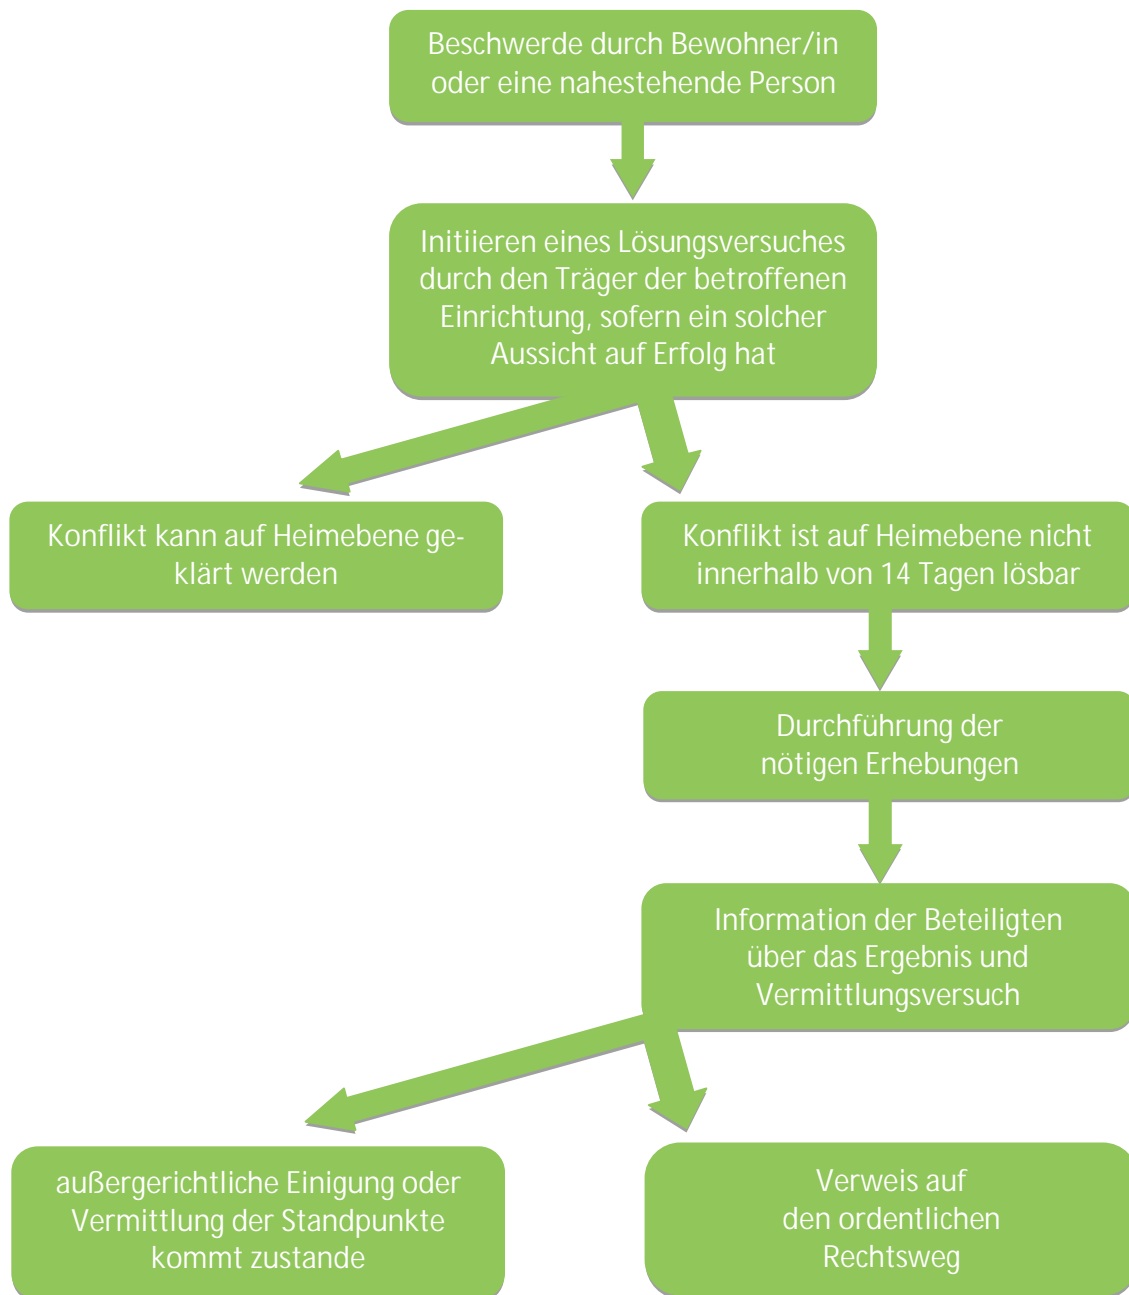 Beschwerde durch Bewohner/in
oder eine nahestehende Person
Initiieren eines Lösungsversuches
durch den Träger der betroffenen
Einrichtung, sofern ein solcher
Aussicht auf Erfolg hat
Konflikt kann auf Heimebene ge-
klärt werden
Konflikt ist auf Heimebene nicht
innerhalb von 14 Tagen lösbar
Durchführung der
nötigen Erhebungen
Information der Beteiligten
über das Ergebnis und
Vermittlungsversuch
außergerichtliche Einigung oder
Vermittlung der Standpunkte
kommt zustande
Verweis auf
den ordentlichen
Rechtsweg